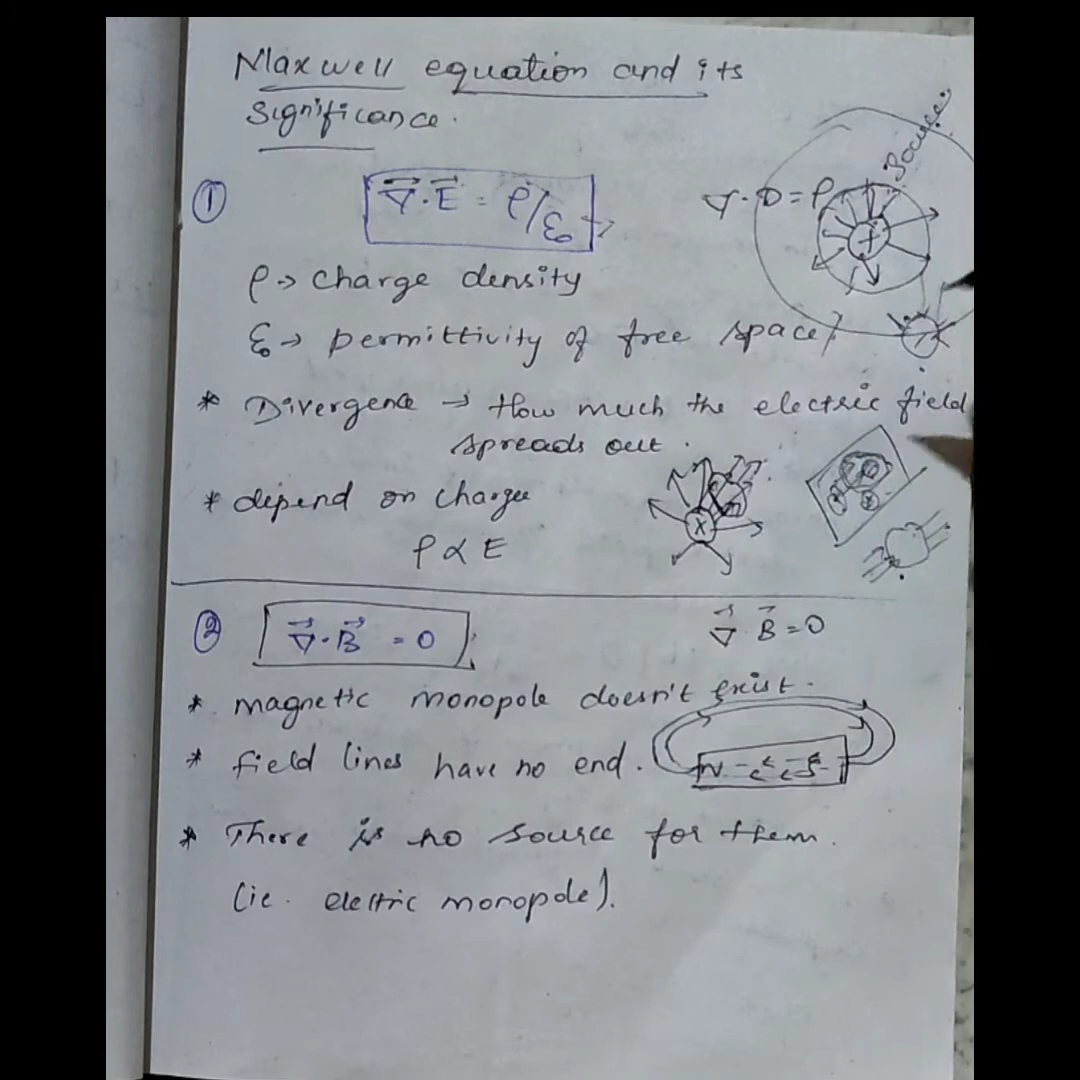 Maxwell equation and its
significance.
① ∇⃗.E⃗ = ρ/ε₀
∇.D = ρ
Source
ρ → charge density
ε₀ → permittivity of free space
* Divergence → How much the electric field
spreads out.
* depend on charge
ρ ∝ E
② ∇⃗.B⃗ = 0
∇⃗. B⃗ = 0
* magnetic monopole doesn't exist.
* field lines have no end.
N S
* There is no source for them.
(ie. electric monopole).